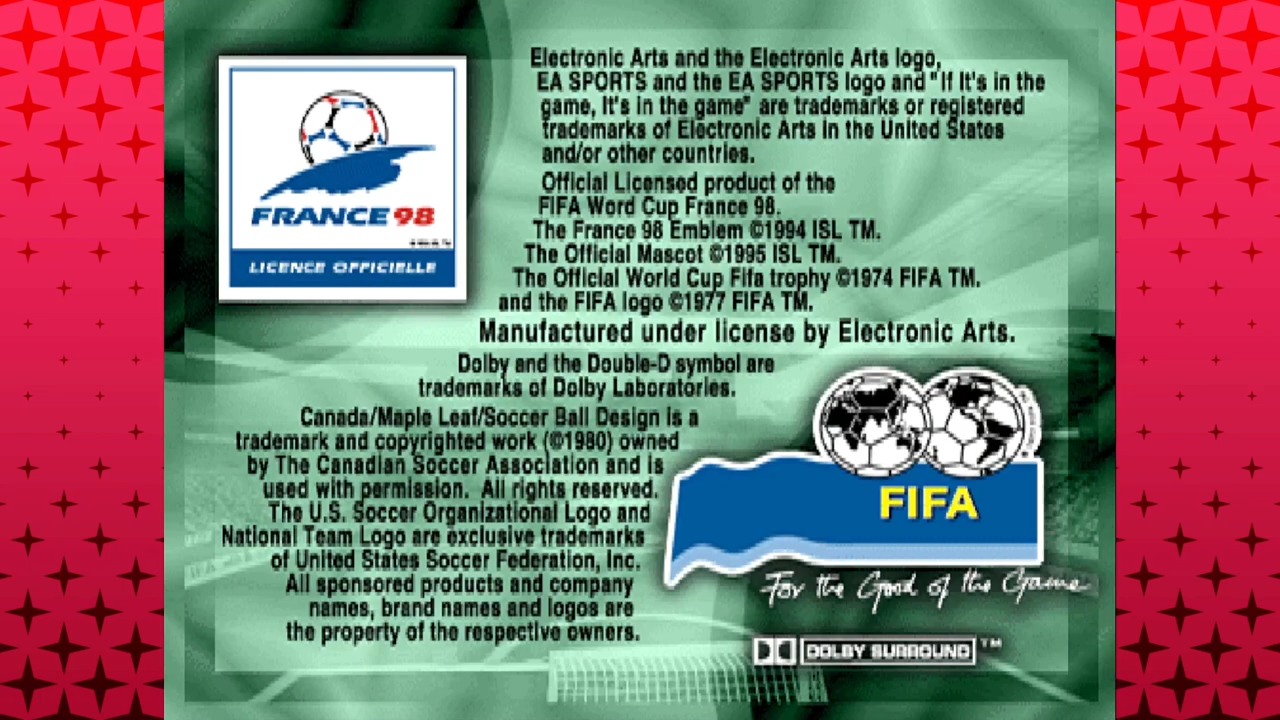 Electronic Arts and the Electronic Arts logo,
EA SPORTS and the EA SPORTS logo and "If It's in the
game, It's in the game" are trademarks or registered
trademarks of Electronic Arts in the United States
and/or other countries.
Official Licensed product of the
FIFA Word Cup France 98.
The France 98 Emblem ©1994 ISL TM.
The Official Mascot ©1995 ISL TM.
The Official World Cup Fifa trophy ©1974 FIFA TM.
and the FIFA logo ©1977 FIFA TM.
FRANCE 98
LICENCE OFFICIELLE
Manufactured under license by Electronic Arts.
Dolby and the Double-D symbol are
trademarks of Dolby Laboratories.
Canada/Maple Leaf/Soccer Ball Design is a
trademark and copyrighted work (©1980) owned
by The Canadian Soccer Association and is
used with permission. All rights reserved.
The U.S. Soccer Organizational Logo and
National Team Logo are exclusive trademarks
of United States Soccer Federation, Inc.
All sponsored products and company
names, brand names and logos are
the property of the respective owners.
FIFA
For the Good of the Game
DOLBY SURROUND TM